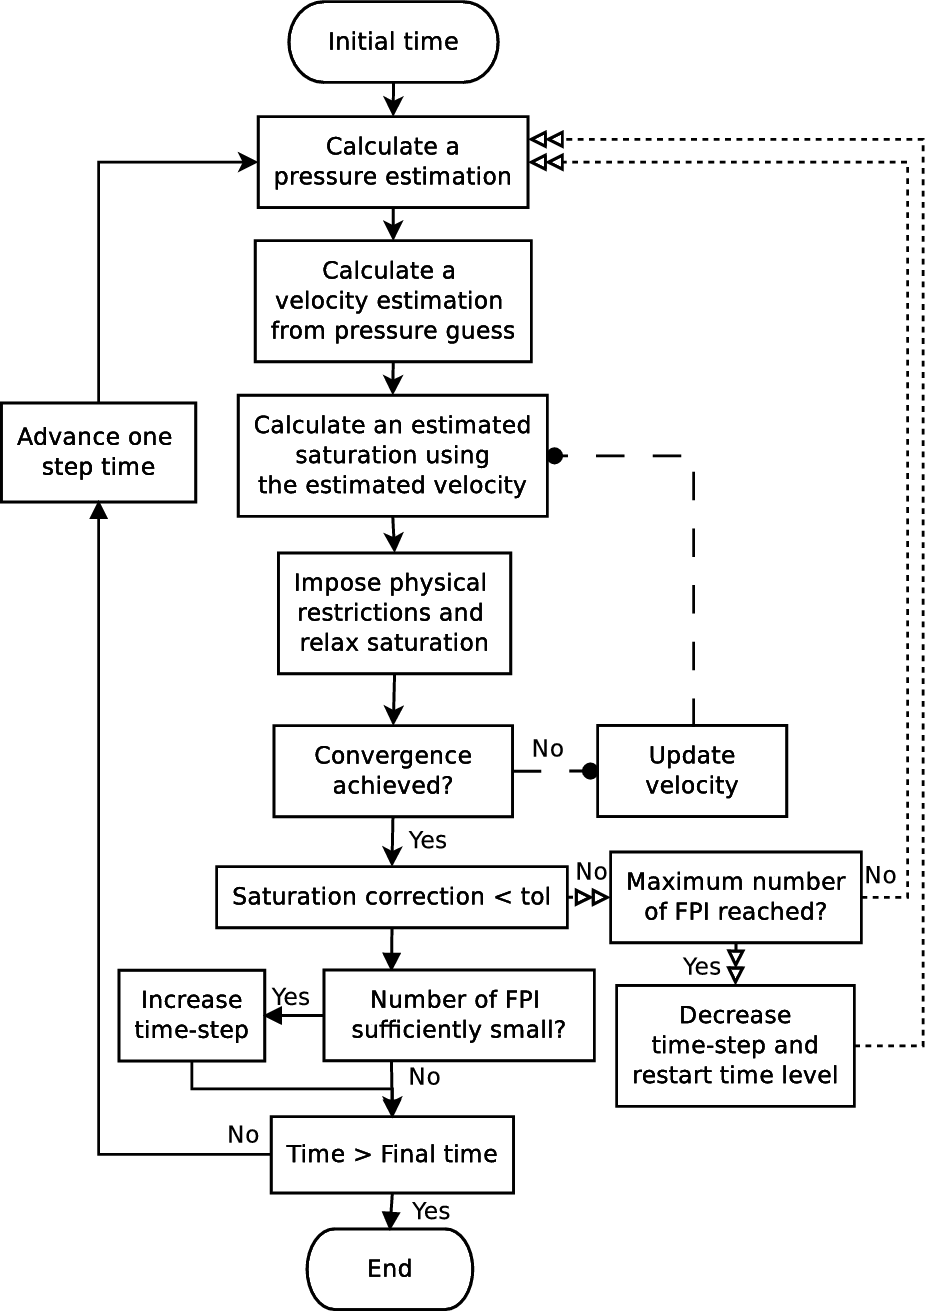 Initial time
Calculate a
pressure estimation
Calculate a
velocity estimation
from pressure guess
Advance one
step time
Calculate an estimated
saturation using
the estimated velocity
Impose physical
restrictions and
relax saturation
Convergence
achieved?
No
Update
velocity
Yes
Saturation correction < tol
No
Maximum number
of FPI reached?
No
Yes
Decrease
time-step and
restart time level
Increase
time-step
Yes
Number of FPI
sufficiently small?
No
No
Time > Final time
Yes
End